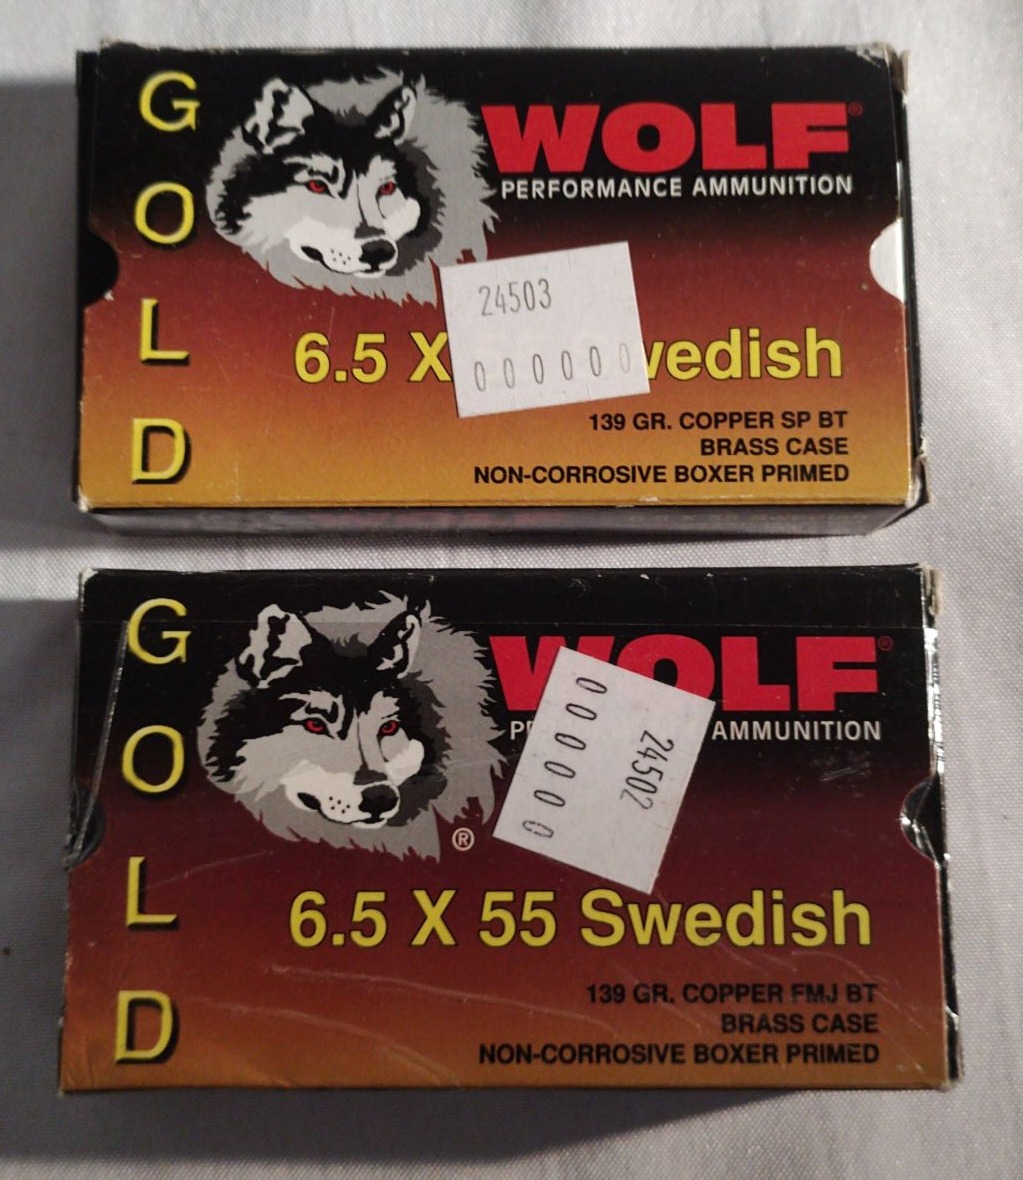 GOLD
WOLF®
PERFORMANCE AMMUNITION
24503
000000
6.5 X vedish
139 GR. COPPER SP BT
BRASS CASE
NON-CORROSIVE BOXER PRIMED
GOLD
WOLF®
AMMUNITION
24502
000000
®
6.5 X 55 Swedish
139 GR. COPPER FMJ BT
BRASS CASE
NON-CORROSIVE BOXER PRIMED